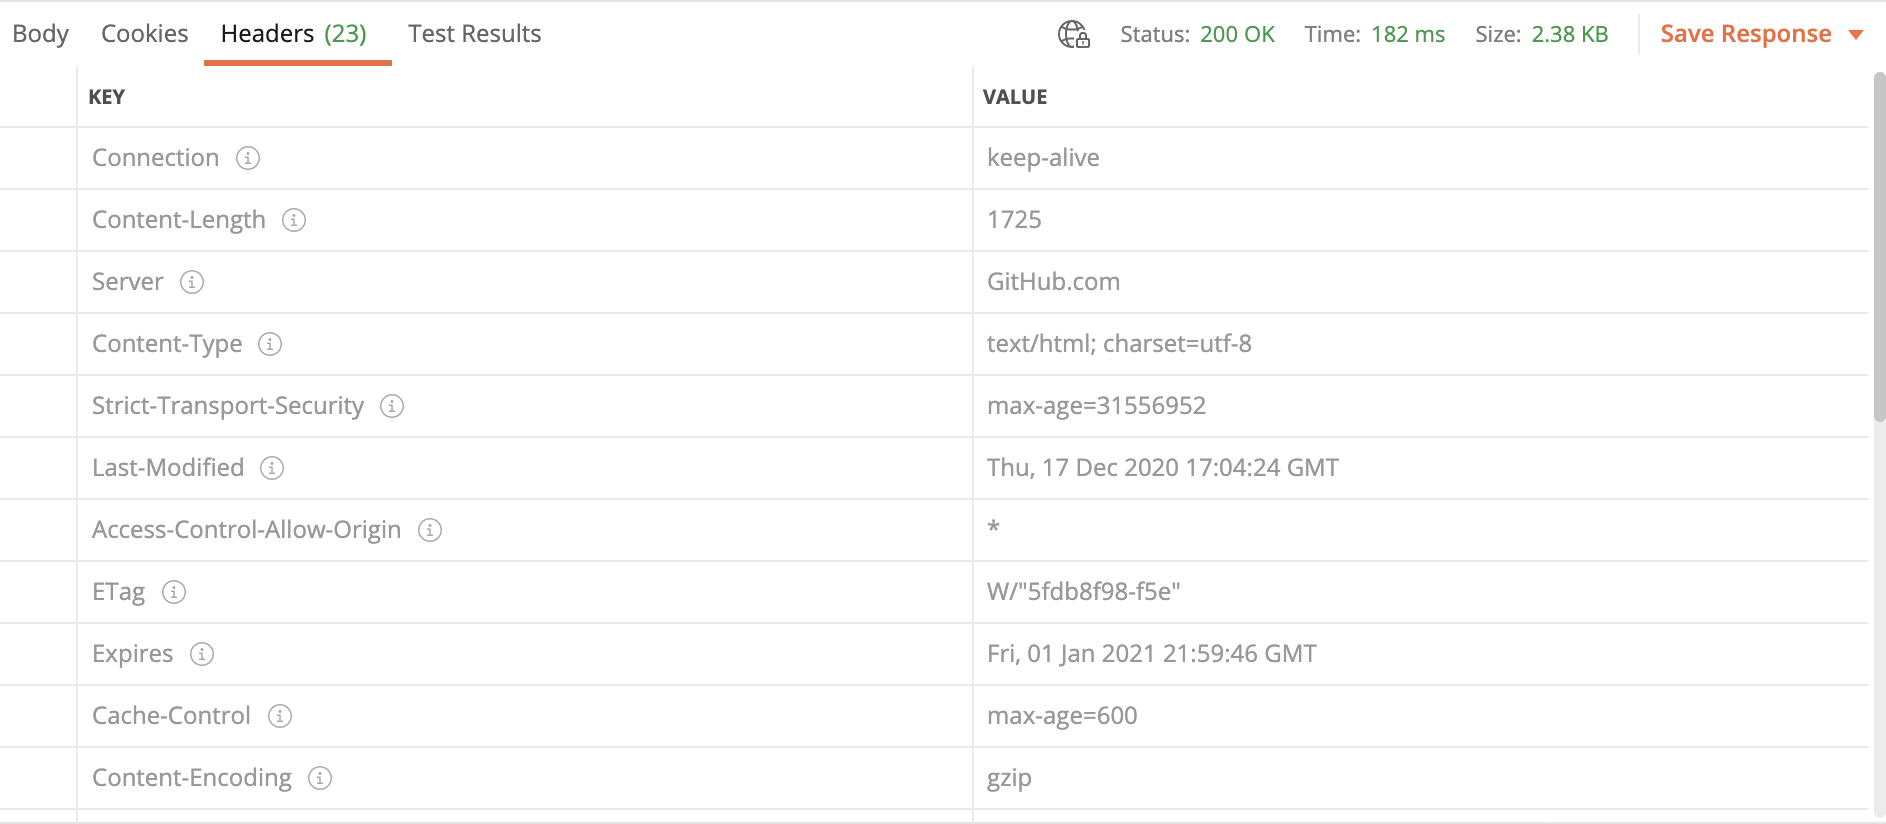 Body Cookies Headers (23) Test Results Status: 200 OK Time: 182 ms Size: 2.38 KB Save Response
KEY VALUE
Connection keep-alive
Content-Length 1725
Server GitHub.com
Content-Type text/html; charset=utf-8
Strict-Transport-Security max-age=31556952
Last-Modified Thu, 17 Dec 2020 17:04:24 GMT
Access-Control-Allow-Origin *
ETag W/"5fdb8f98-f5e"
Expires Fri, 01 Jan 2021 21:59:46 GMT
Cache-Control max-age=600
Content-Encoding gzip